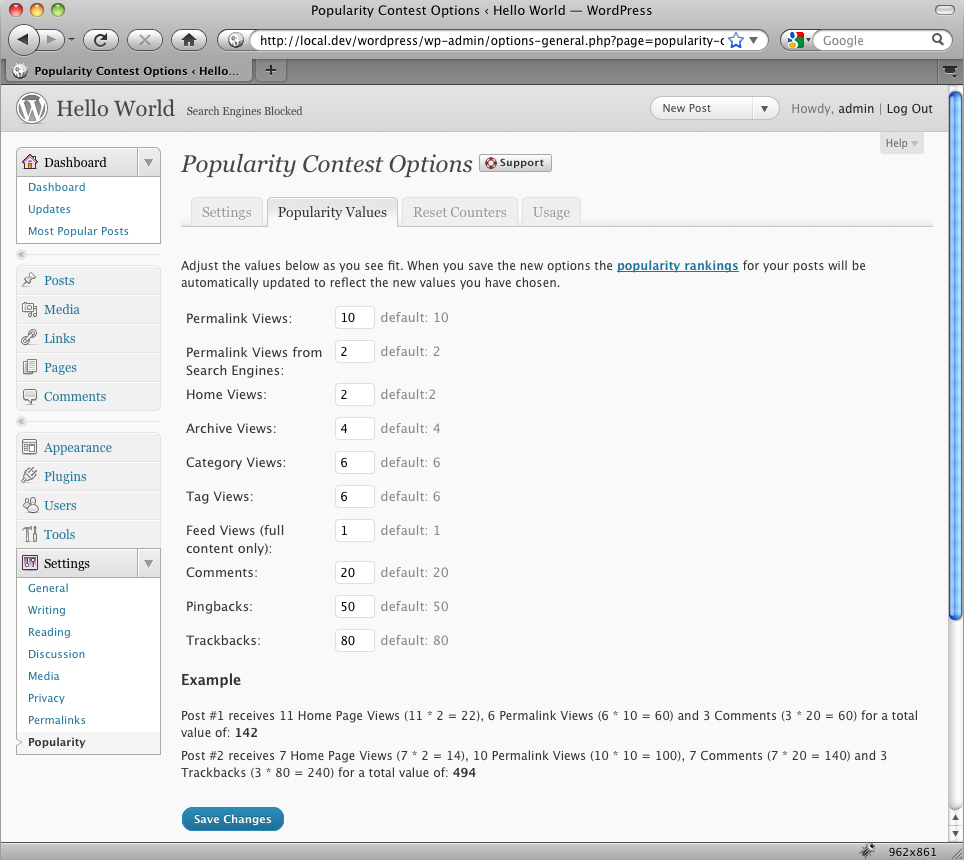 Popularity Contest Options ‹ Hello World — WordPress
http://local.dev/wordpress/wp-admin/options-general.php?page=popularity-c
Google
Popularity Contest Options ‹ Hello...
+
Hello World
Search Engines Blocked
New Post
Howdy, admin | Log Out
Help
Dashboard
Dashboard
Updates
Most Popular Posts
«
Posts
Media
Links
Pages
Comments
«
Appearance
Plugins
Users
Tools
Settings
General
Writing
Reading
Discussion
Media
Privacy
Permalinks
Popularity
Popularity Contest Options
Support
Settings
Popularity Values
Reset Counters
Usage
Adjust the values below as you see fit. When you save the new options the popularity rankings for your posts will be
automatically updated to reflect the new values you have chosen.
Permalink Views: 10 default: 10
Permalink Views from
Search Engines: 2 default: 2
Home Views: 2 default:2
Archive Views: 4 default: 4
Category Views: 6 default: 6
Tag Views: 6 default: 6
Feed Views (full
content only): 1 default: 1
Comments: 20 default: 20
Pingbacks: 50 default: 50
Trackbacks: 80 default: 80
Example
Post #1 receives 11 Home Page Views (11 * 2 = 22), 6 Permalink Views (6 * 10 = 60) and 3 Comments (3 * 20 = 60) for a total
value of: 142
Post #2 receives 7 Home Page Views (7 * 2 = 14), 10 Permalink Views (10 * 10 = 100), 7 Comments (7 * 20 = 140) and 3
Trackbacks (3 * 80 = 240) for a total value of: 494
Save Changes
962x861